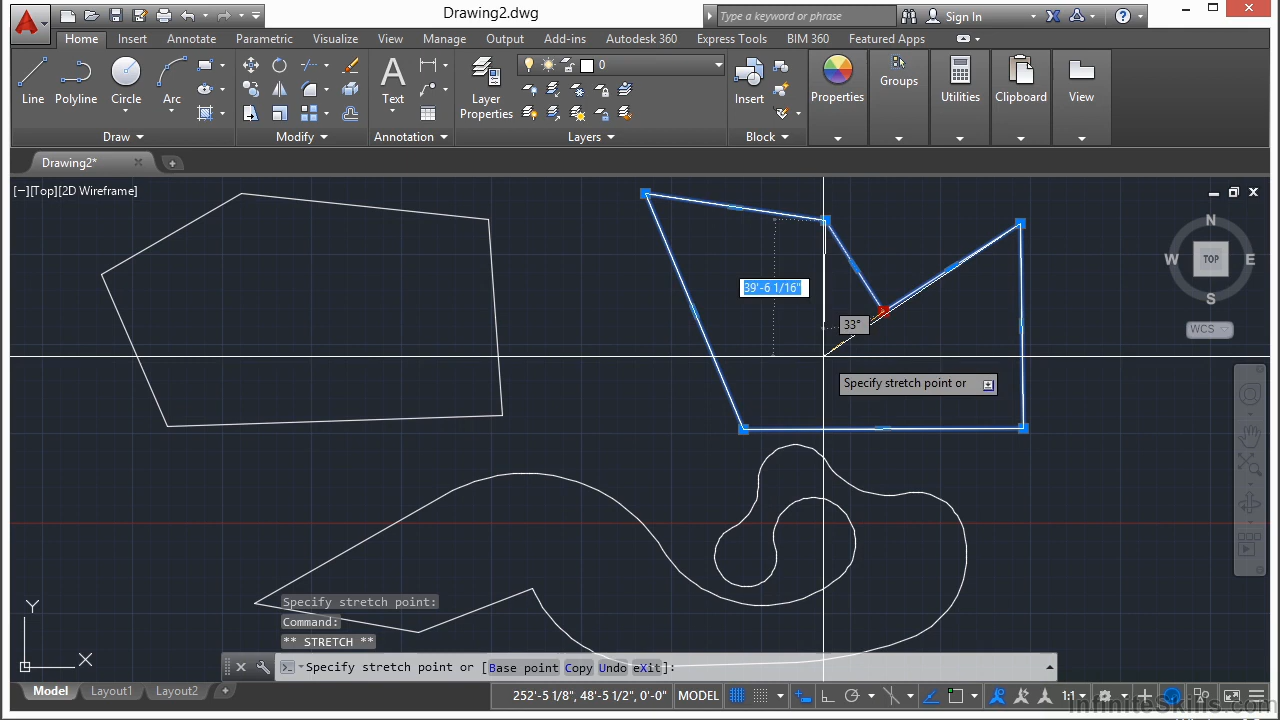 Drawing2.dwg
Type a keyword or phrase
Sign In
Home Insert Annotate Parametric Visualize View Manage Output Add-ins Autodesk 360 Express Tools BIM 360 Featured Apps
Line Polyline Circle Arc Text Layer Properties 0 Insert Properties Groups Utilities Clipboard View
Draw Modify Annotation Layers Block
Drawing2*
[−][Top][2D Wireframe]
N
W TOP E
S
WCS
39'-6 1/16"
33°
Specify stretch point or
Specify stretch point:
Command:
** STRETCH **
Specify stretch point or [Base point Copy Undo eXit]:
Y
X
Model Layout1 Layout2
252'-5 1/8", 48'-5 1/2", 0'-0" MODEL 1:1
InfiniteSkills.com